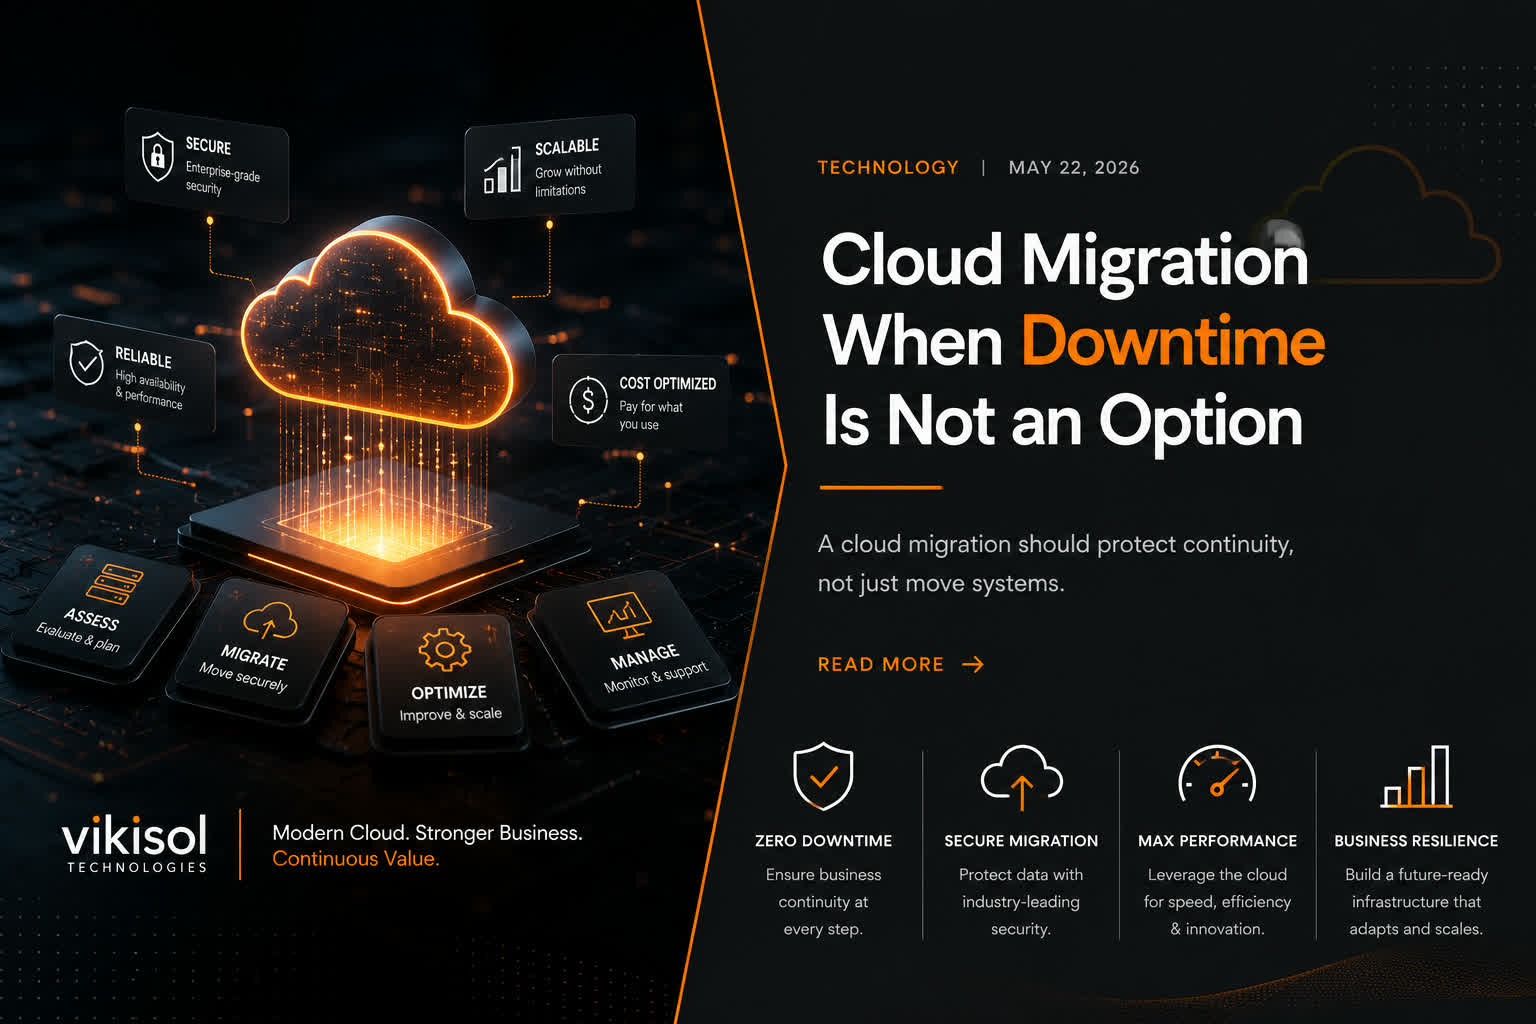 SECURE
Enterprise-grade
security
SCALABLE
Grow without
limitations
RELIABLE
High availability
& performance
COST OPTIMIZED
Pay for what
you use
ASSESS
Evaluate & plan
MIGRATE
Move securely
OPTIMIZE
Improve & scale
MANAGE
Monitor & support
vikisol
TECHNOLOGIES
Modern Cloud. Stronger Business.
Continuous Value.
TECHNOLOGY | MAY 22, 2026
Cloud Migration
When Downtime
Is Not an Option
A cloud migration should protect continuity,
not just move systems.
READ MORE →
ZERO DOWNTIME
Ensure business
continuity at
every step.
SECURE MIGRATION
Protect data with
industry-leading
security.
MAX PERFORMANCE
Leverage the cloud
for speed, efficiency
& innovation.
BUSINESS RESILIENCE
Build a future-ready
infrastructure that
adapts and scales.